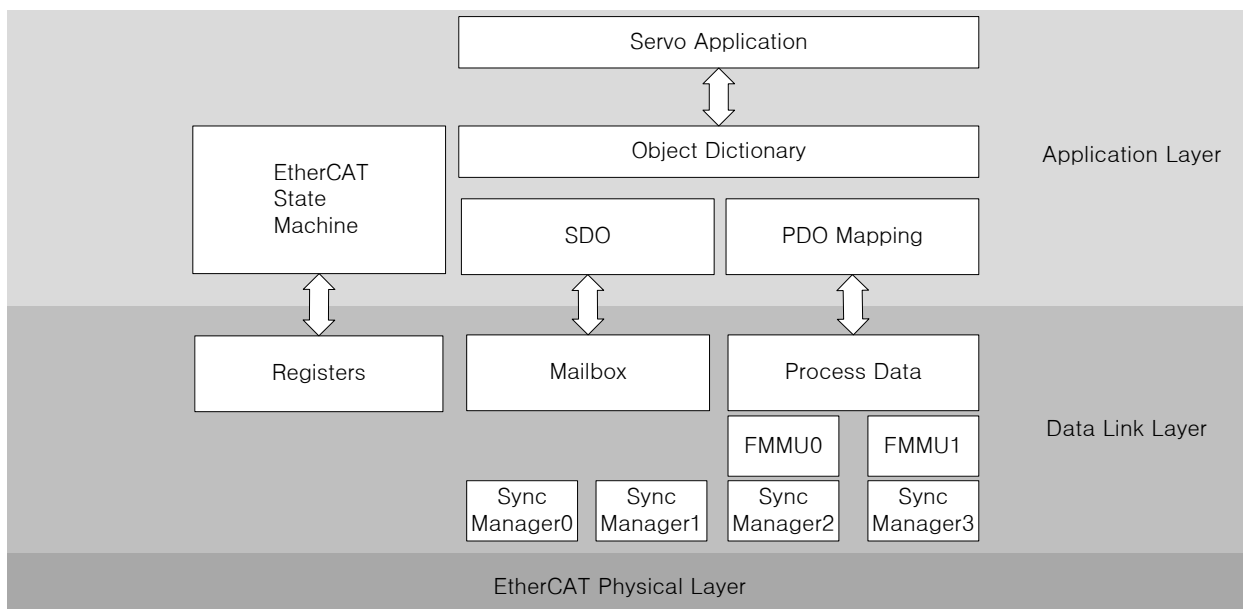 Servo Application
Object Dictionary
Application Layer
EtherCAT
State
Machine
SDO
PDO Mapping
Registers
Mailbox
Process Data
Data Link Layer
FMMU0
FMMU1
Sync
Manager0
Sync
Manager1
Sync
Manager2
Sync
Manager3
EtherCAT Physical Layer